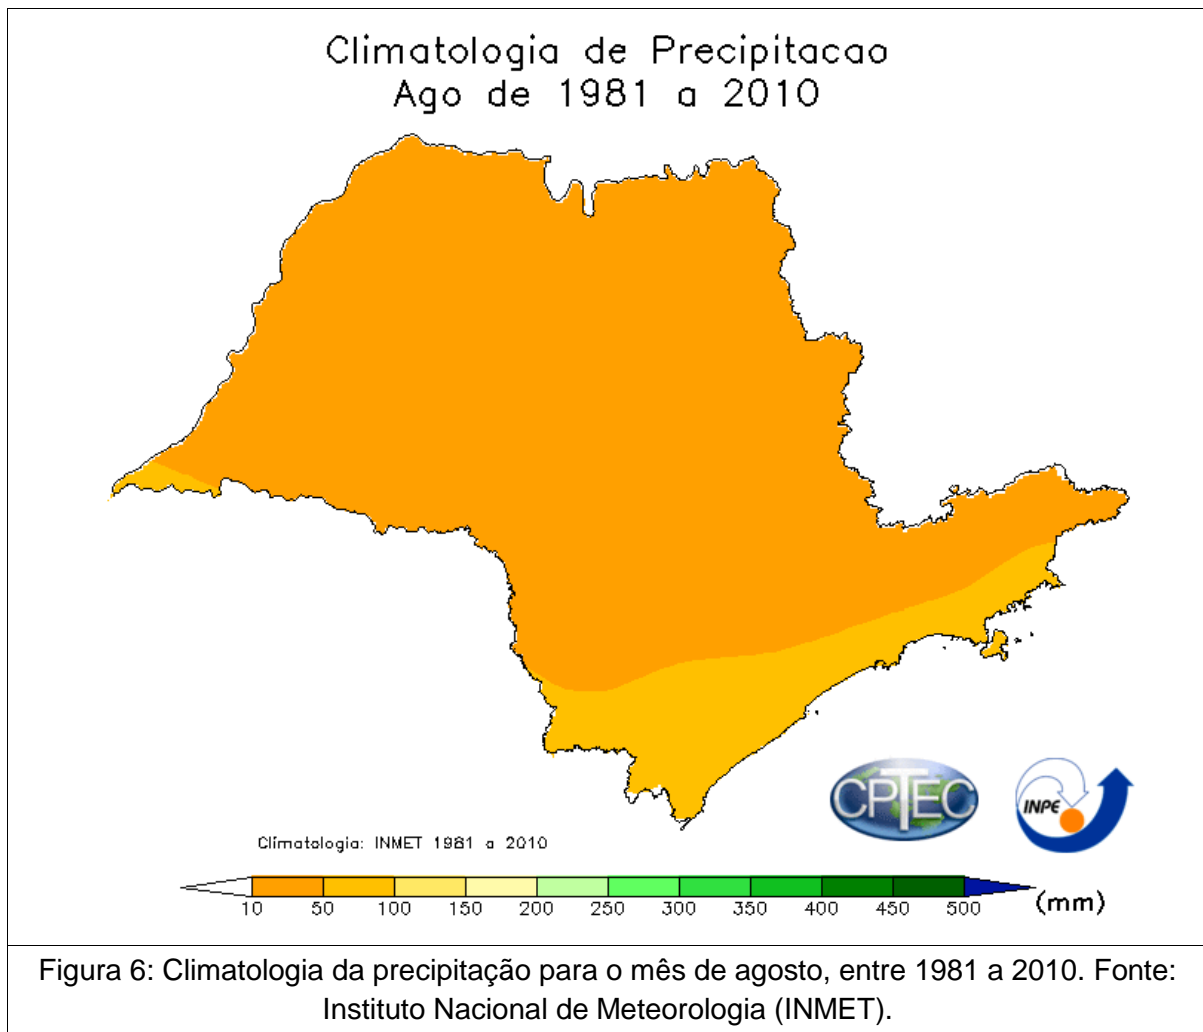 Climatologia de Precipitacao
Ago de 1981 a 2010
CPTEC
INPE
Climatologia: INMET 1981 a 2010
10 50 100 150 200 250 300 350 400 450 500 (mm)
Figura 6: Climatologia da precipitação para o mês de agosto, entre 1981 a 2010. Fonte:
Instituto Nacional de Meteorologia (INMET).